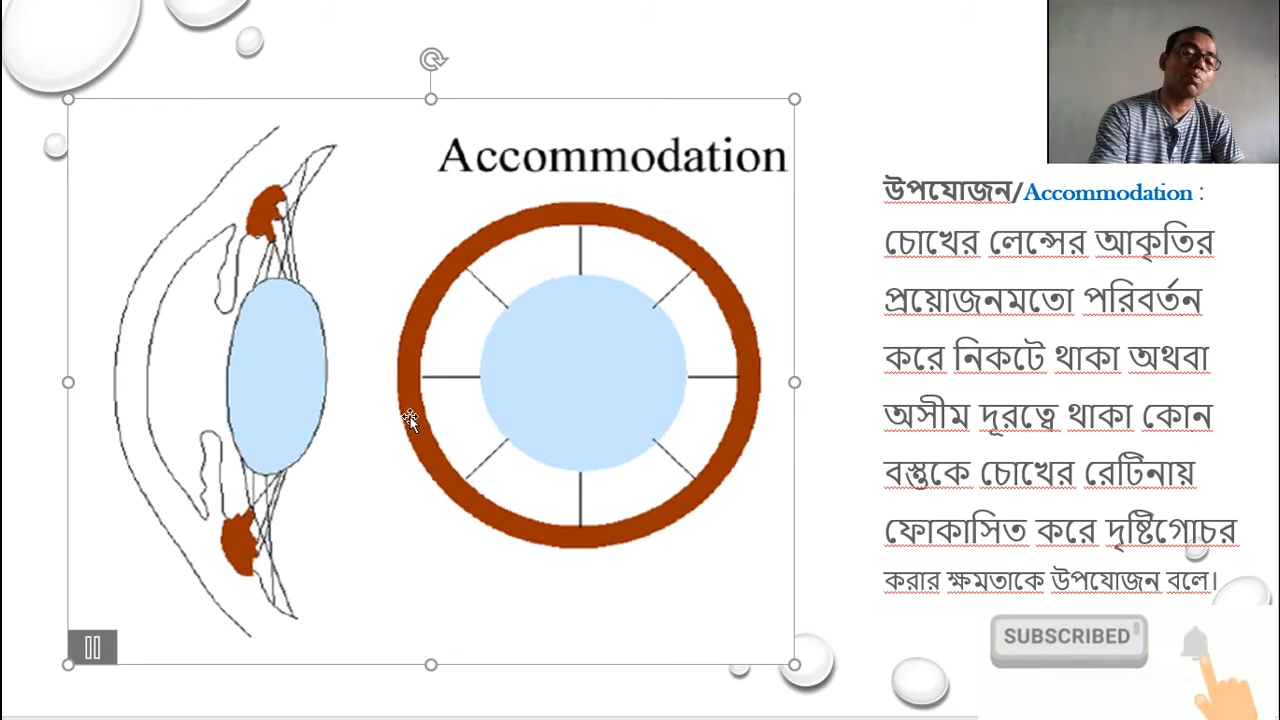 Accommodation
উপযোজন/Accommodation :
চোখের লেন্সের আকৃতির
প্রয়োজনমতো পরিবর্তন
করে নিকটে থাকা অথবা
অসীম দূরত্বে থাকা কোন
বস্তুকে চোখের রেটিনায়
ফোকাসিত করে দৃষ্টিগোচর
করার ক্ষমতাকে উপযোজন বলে।
SUBSCRIBED